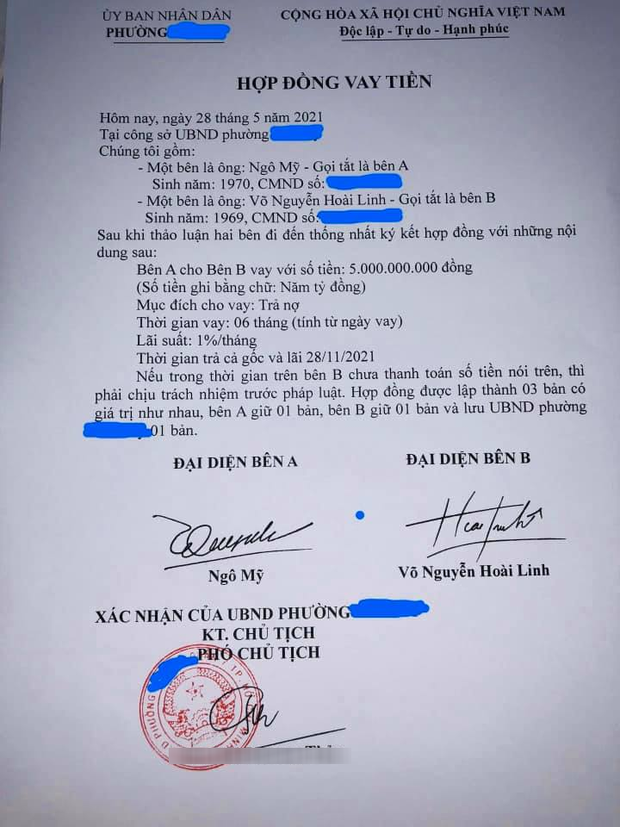 ỦY BAN NHÂN DÂN
PHƯỜNG
CỘNG HÒA XÃ HỘI CHỦ NGHĨA VIỆT NAM
Độc lập - Tự do - Hạnh phúc
HỢP ĐỒNG VAY TIỀN
Hôm nay, ngày 28 tháng 5 năm 2021
Tại công sở UBND phường
Chúng tôi gồm:
- Một bên là ông: Ngô Mỹ - Gọi tắt là bên A
Sinh năm: 1970, CMND số:
- Một bên là ông: Võ Nguyễn Hoài Linh - Gọi tắt là bên B
Sinh năm: 1969, CMND số:
Sau khi thảo luận hai bên đi đến thống nhất ký kết hợp đồng với những nội
dung sau:
Bên A cho Bên B vay với số tiền: 5.000.000.000 đồng
(Số tiền ghi bằng chữ: Năm tỷ đồng)
Mục đích cho vay: Trả nợ
Thời gian vay: 06 tháng (tính từ ngày vay)
Lãi suất: 1%/tháng
Thời gian trả cả gốc và lãi 28/11/2021
Nếu trong thời gian trên bên B chưa thanh toán số tiền nói trên, thì
phải chịu trách nhiệm trước pháp luật. Hợp đồng được lập thành 03 bản có
giá trị như nhau, bên A giữ 01 bản, bên B giữ 01 bản và lưu UBND phường
01 bản.
ĐẠI DIỆN BÊN A
ĐẠI DIỆN BÊN B
Ngô Mỹ
Võ Nguyễn Hoài Linh
XÁC NHẬN CỦA UBND PHƯỜNG
KT. CHỦ TỊCH
PHÓ CHỦ TỊCH